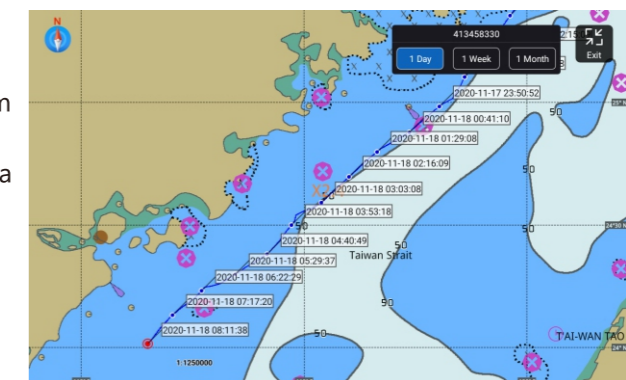 N
413458330
1 Day
1 Week
1 Month
Exit
m
2020-11-17 23:50:52
50
2020-11-18 00:41:10
2020-11-18 01:29:08
a
2020-11-18 02:16:09
50
2020-11-18 03:03:08
2020-11-18 03:53:18
50
50
2020-11-18 04:40:49
50
Taiwan Strait
2020-11-18 05:29:37
2020-11-18 06:22:29
2020-11-18 07:17:20
50
2020-11-18 08:11:38
50
T'AI-WAN TAO
1:1250000